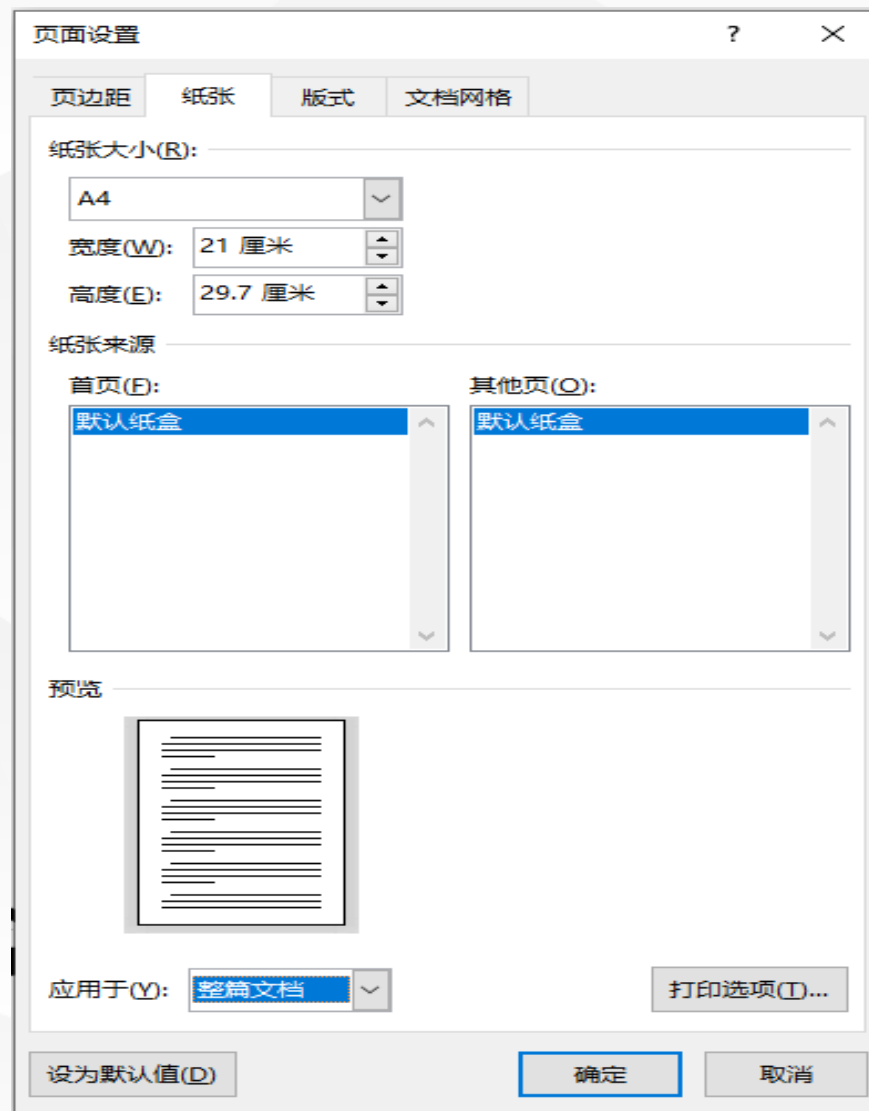 页面设置 ?
页边距 纸张 版式 文档网格
纸张大小(R):
A4
宽度(W): 21 厘米
高度(E): 29.7 厘米
纸张来源
首页(F): 其他页(O):
默认纸盒 默认纸盒
预览
应用于(Y): 整篇文档 打印选项(T)...
设为默认值(D) 确定 取消